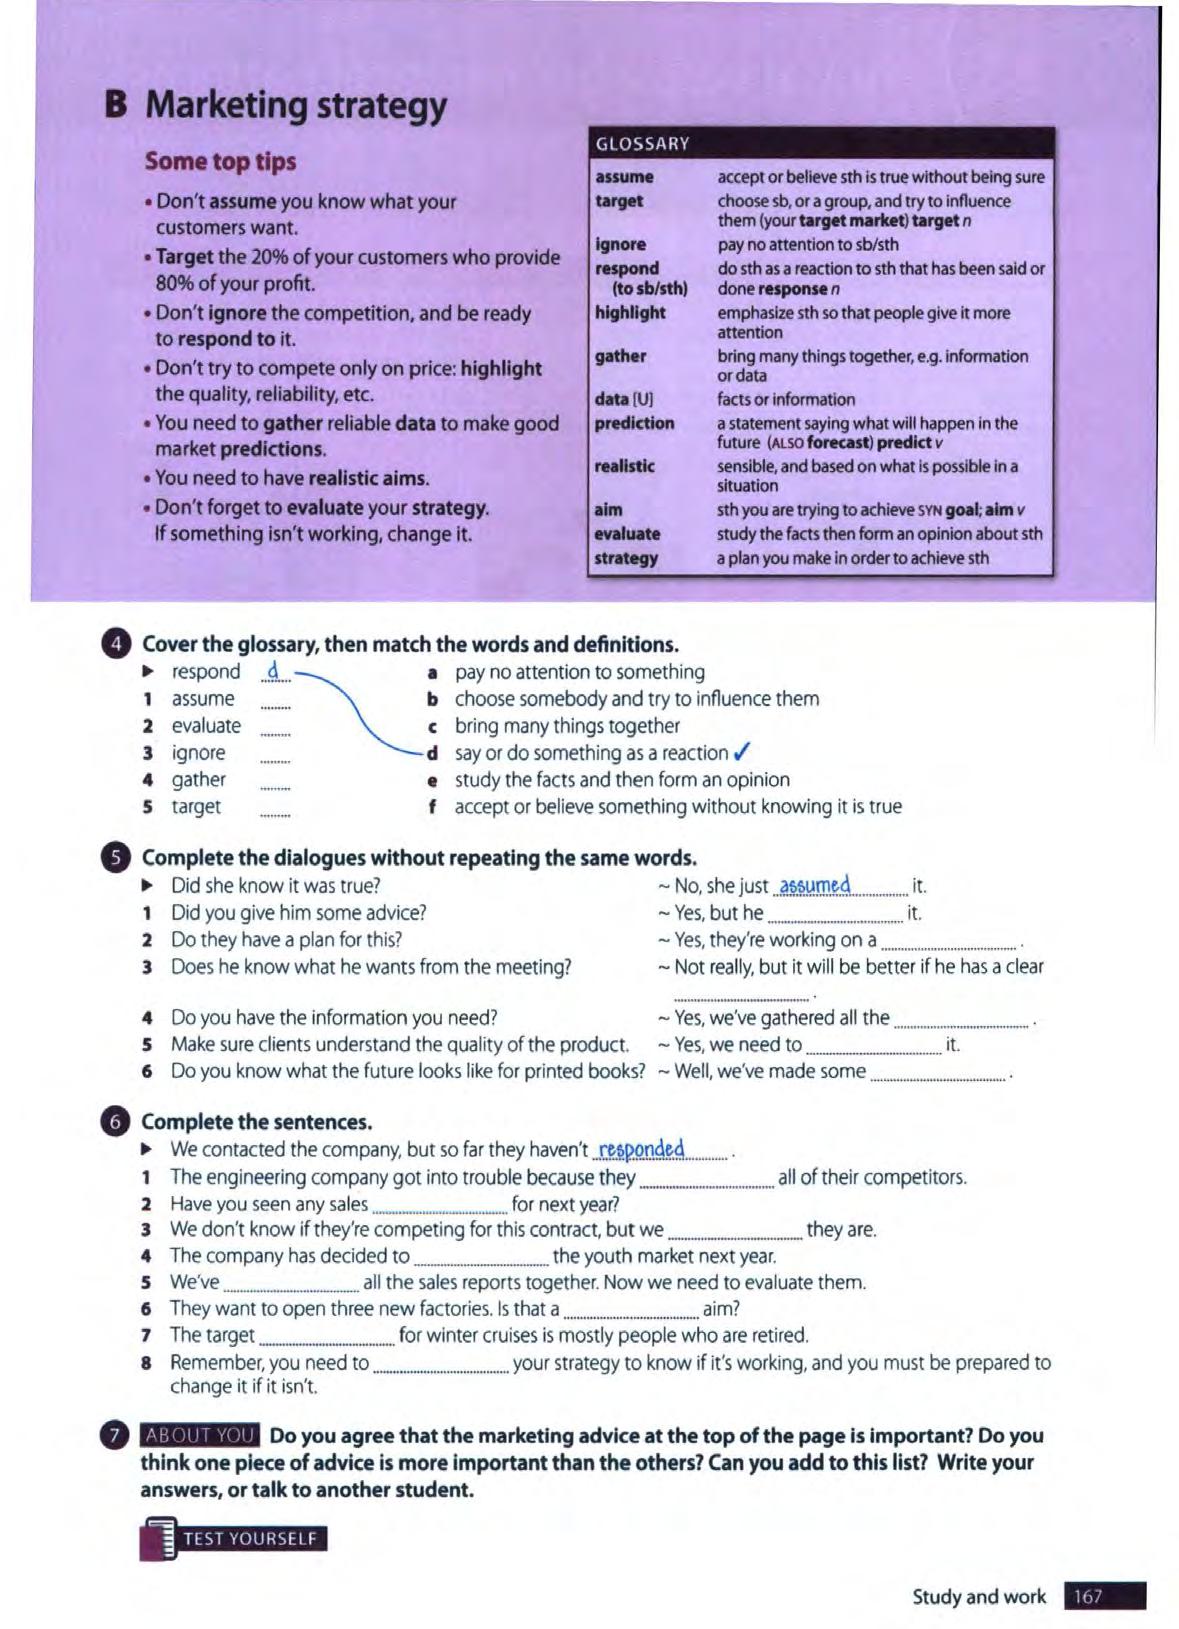 B Marketing strategy
Some top tips
• Don't assume you know what your
customers want.
• Target the 20% of your customers who provide
80% of your profit.
• Don't ignore the competition, and be ready
to respond to it.
• Don't try to compete only on price: highlight
the quality, reliability, etc.
• You need to gather reliable data to make good
market predictions.
• You need to have realistic aims.
• Don't forget to evaluate your strategy.
If something isn't working, change it.
GLOSSARY
assume accept or believe sth is true without being sure
target choose sb, or a group, and try to influence
them (your target market) target n
ignore pay no attention to sb/sth
respond do sth as a reaction to sth that has been said or
(to sb/sth) done response n
highlight emphasize sth so that people give it more
attention
gather bring many things together, e.g. information
or data
data [U] facts or information
prediction a statement saying what will happen in the
future (ALSO forecast) predict v
realistic sensible, and based on what is possible in a
situation
aim sth you are trying to achieve SYN goal; aim v
evaluate study the facts then form an opinion about sth
strategy a plan you make in order to achieve sth
4 Cover the glossary, then match the words and definitions.
▶ respond d a pay no attention to something
1 assume ........ b choose somebody and try to influence them
2 evaluate ........ c bring many things together
3 ignore ........ d say or do something as a reaction ✓
4 gather ........ e study the facts and then form an opinion
5 target ........ f accept or believe something without knowing it is true
5 Complete the dialogues without repeating the same words.
▶ Did she know it was true? ~ No, she just assumed it.
1 Did you give him some advice? ~ Yes, but he ........ it.
2 Do they have a plan for this? ~ Yes, they're working on a ........ .
3 Does he know what he wants from the meeting? ~ Not really, but it will be better if he has a clear
........ .
4 Do you have the information you need? ~ Yes, we've gathered all the ........ .
5 Make sure clients understand the quality of the product. ~ Yes, we need to ........ it.
6 Do you know what the future looks like for printed books? ~ Well, we've made some ........ .
6 Complete the sentences.
▶ We contacted the company, but so far they haven't responded .
1 The engineering company got into trouble because they ........ all of their competitors.
2 Have you seen any sales ........ for next year?
3 We don't know if they're competing for this contract, but we ........ they are.
4 The company has decided to ........ the youth market next year.
5 We've ........ all the sales reports together. Now we need to evaluate them.
6 They want to open three new factories. Is that a ........ aim?
7 The target ........ for winter cruises is mostly people who are retired.
8 Remember, you need to ........ your strategy to know if it's working, and you must be prepared to
change it if it isn't.
7 ABOUT YOU Do you agree that the marketing advice at the top of the page is important? Do you
think one piece of advice is more important than the others? Can you add to this list? Write your
answers, or talk to another student.
TEST YOURSELF
Study and work 167